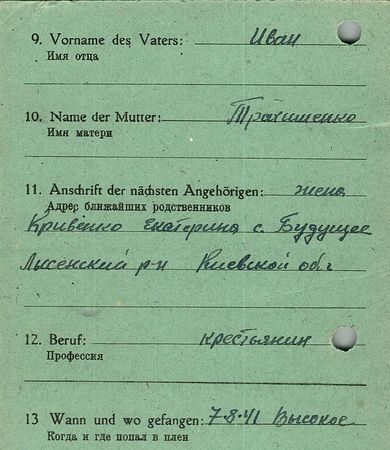 9. Vorname des Vaters: Иван
Имя отца
10. Name der Mutter: Трахименко
Имя матери
11. Anschrift der nächsten Angehörigen: жена
Адрес ближайших родственников
Кривенко Екатерина с. Будущее
Лысенский р-н Киевской обл
12. Beruf: крестьянин
Профессия
13 Wann und wo gefangen: 7-8-41 Высокое
Когда и где попал в плен